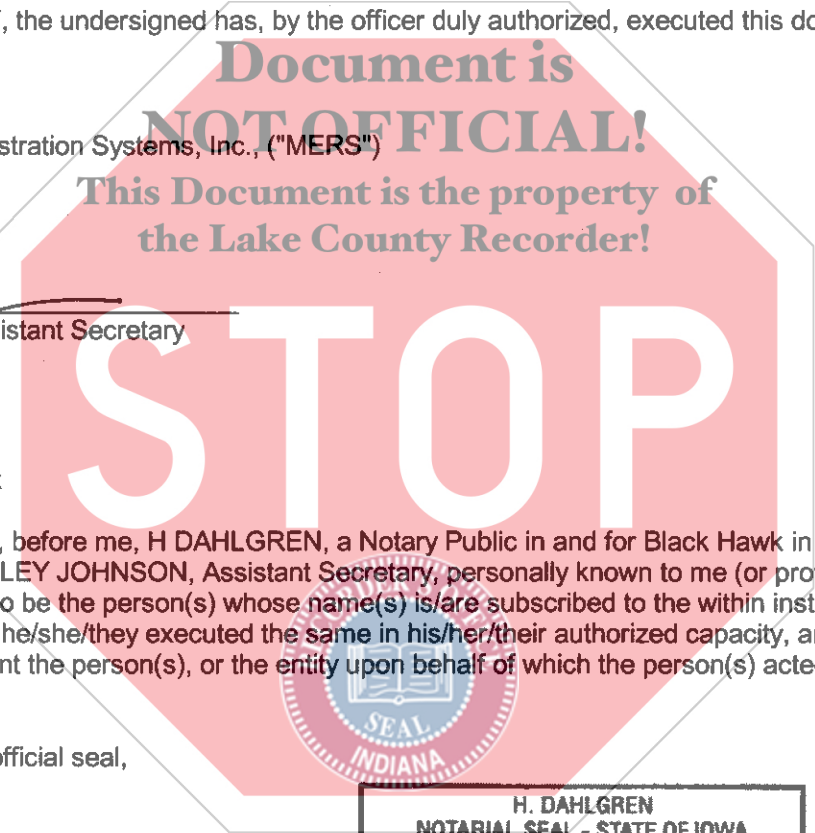 , the undersigned has, by the officer duly authorized, executed this do
Document is
NOT OFFICIAL!
stration Systems, Inc., ("MERS")
This Document is the property of
the Lake County Recorder!
istant Secretary
STOP
, before me, H DAHLGREN, a Notary Public in and for Black Hawk in
LEY JOHNSON, Assistant Secretary, personally known to me (or pro
o be the person(s) whose name(s) is/are subscribed to the within inst
he/she/they executed the same in his/her/their authorized capacity, a
nt the person(s), or the entity upon behalf of which the person(s) acte
SEAL
INDIANA
official seal,
H. DAHLGREN
NOTARIAL SEAL - STATE OF IOWA